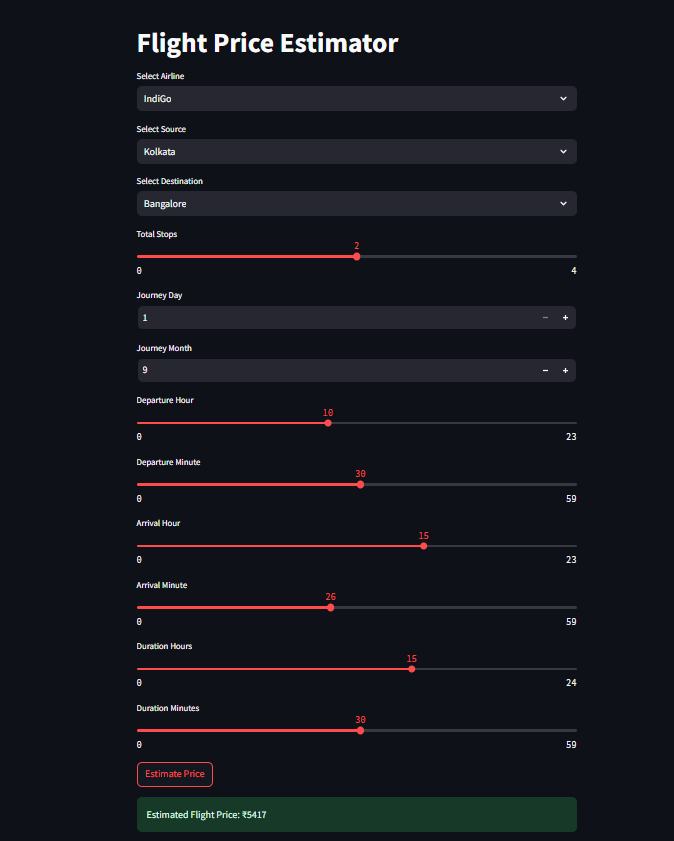 Flight Price Estimator
Select Airline
IndiGo
Select Source
Kolkata
Select Destination
Bangalore
Total Stops
2
0 4
Journey Day
1 − +
Journey Month
9 − +
Departure Hour
10
0 23
Departure Minute
30
0 59
Arrival Hour
15
0 23
Arrival Minute
26
0 59
Duration Hours
15
0 24
Duration Minutes
30
0 59
Estimate Price
Estimated Flight Price: ₹5417